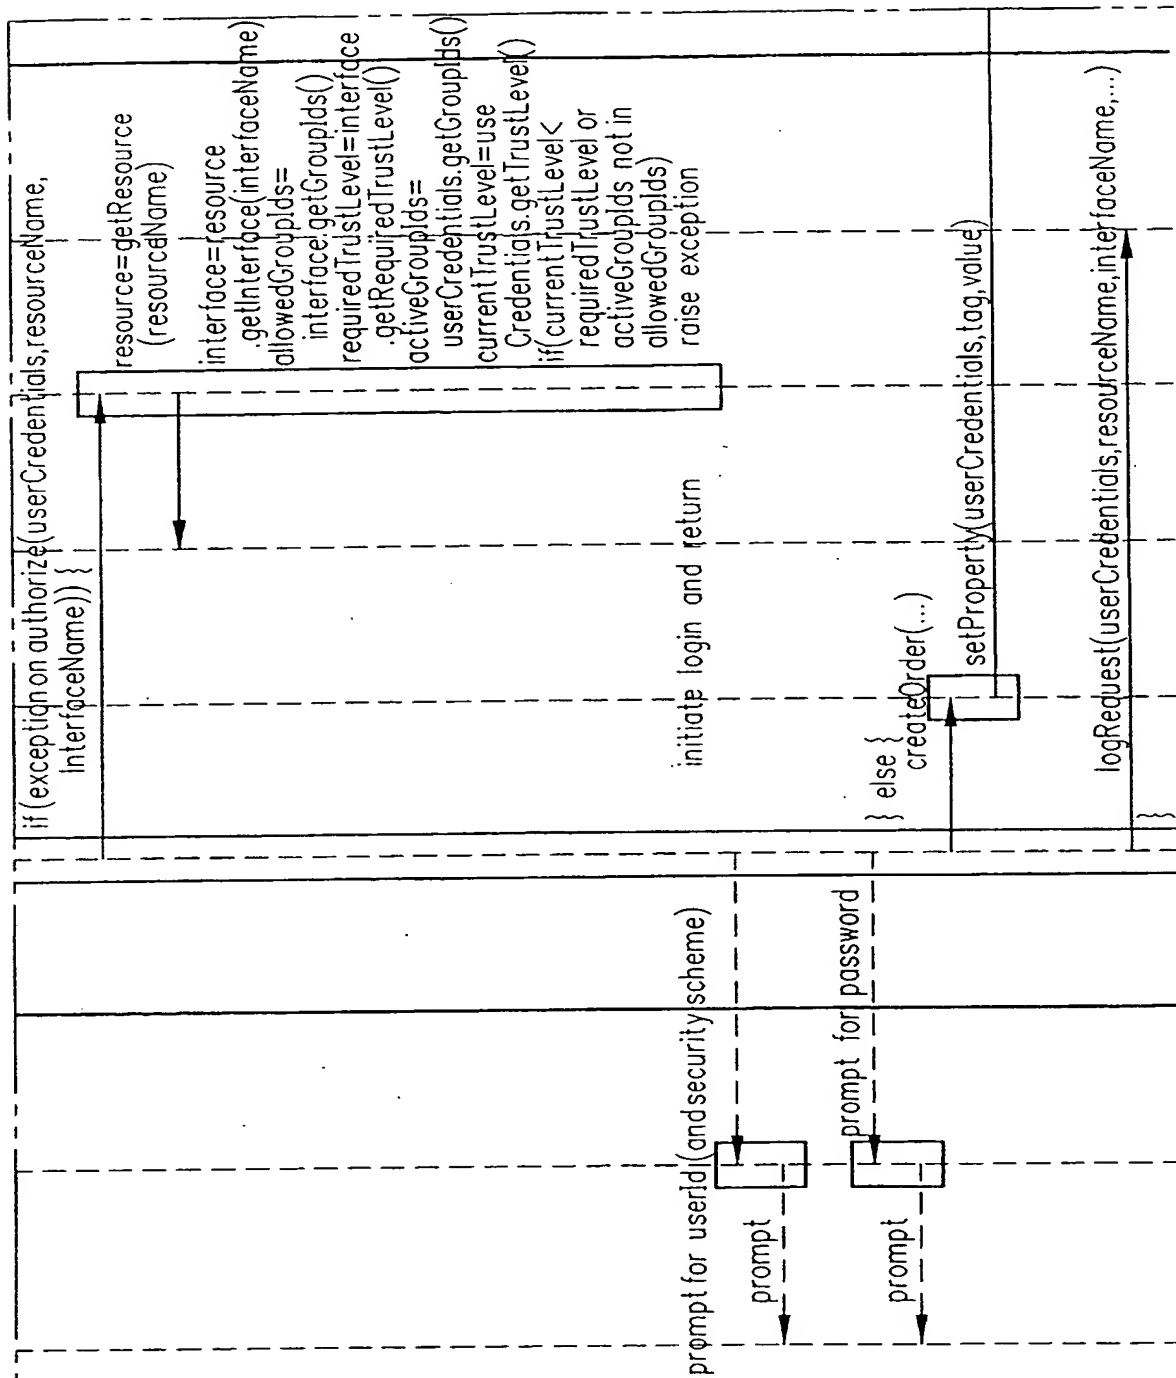 if (exception on authorize(userCredentials,resourceName,
InterfaceName)) {
resource=getResource
(resourceName)
interface=resource
.getInterface(interfaceName)
allowedGroupIds=
interface.getGroupIds()
requiredTrustLevel=interface
.getRequiredTrustLevel()
activeGroupIds=
userCredentials.getGroupIds()
currentTrustLevel=use
Credentials.getTrustLevel()
if(currentTrustLevel<
requiredTrustLevel or
activeGroupIds not in
allowedGroupIds)
raise exception
initiate login and return
prompt for userId (and security scheme)
prompt
prompt for password
prompt
} else {
createOrder(...)
setProperty(userCredentials,tag,value)
logRequest(userCredentials,resourceName,interfaceName,...)
}